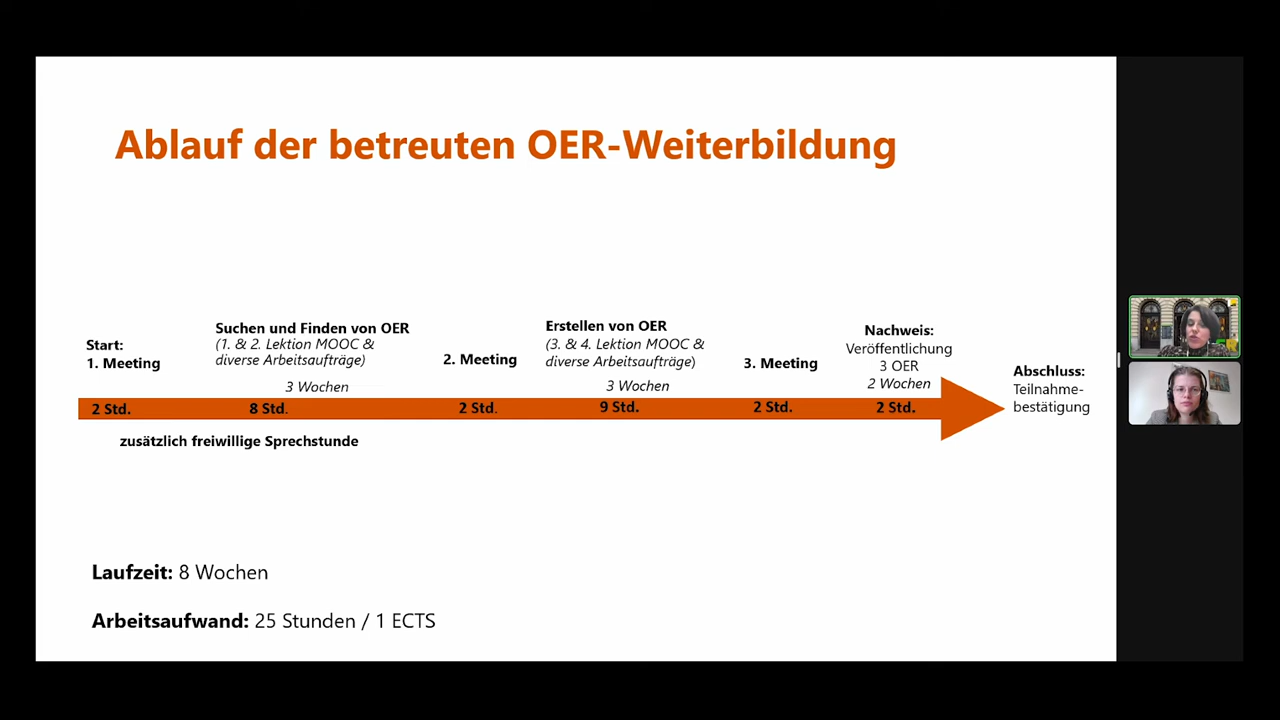 Ablauf der betreuten OER-Weiterbildung
Start:
1. Meeting
2 Std.
Suchen und Finden von OER
(1. & 2. Lektion MOOC &
diverse Arbeitsaufträge)
3 Wochen
8 Std.
2. Meeting
2 Std.
Erstellen von OER
(3. & 4. Lektion MOOC &
diverse Arbeitsaufträge)
3 Wochen
9 Std.
3. Meeting
2 Std.
Nachweis:
Veröffentlichung
3 OER
2 Wochen
2 Std.
Abschluss:
Teilnahme-
bestätigung
zusätzlich freiwillige Sprechstunde
Laufzeit: 8 Wochen
Arbeitsaufwand: 25 Stunden / 1 ECTS